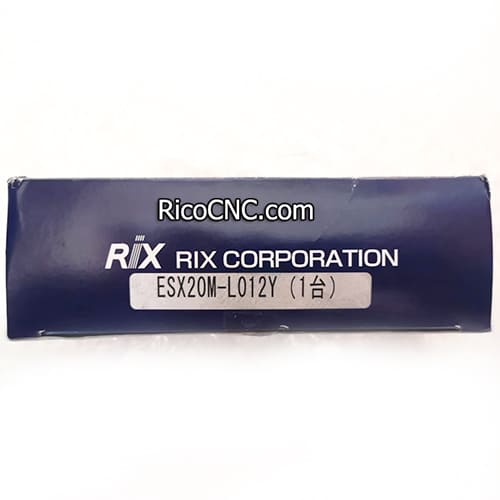 RicoCNC.com
RiX RIX CORPORATION
ESX20M-L012Y (1台)